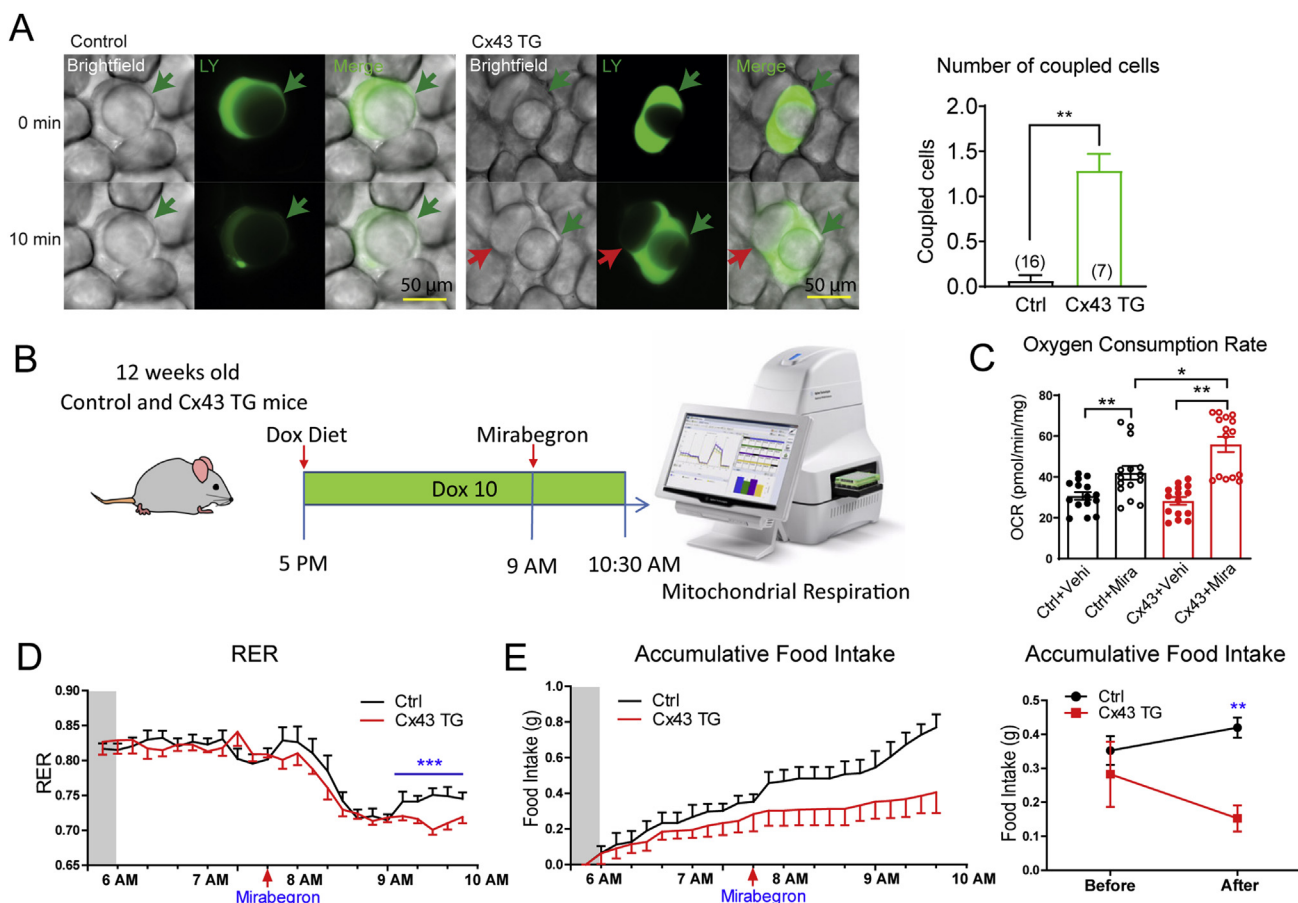 A
Control
Cx43 TG
Brightfield
LY
Merge
Brightfield
LY
Merge
0 min
10 min
50 µm
50 µm
Number of coupled cells
Coupled cells
2.0
1.5
1.0
0.5
0.0
**
(16)
(7)
Ctrl
Cx43 TG
B
12 weeks old
Control and Cx43 TG mice
Dox Diet
Mirabegron
Dox 10
5 PM
9 AM
10:30 AM
Mitochondrial Respiration
C
Oxygen Consumption Rate
OCR (pmol/min/mg)
80
60
40
20
0
**
*
**
Ctrl+Vehi
Ctrl+Mira
Cx43+Vehi
Cx43+Mira
D
RER
RER
0.90
0.85
0.80
0.75
0.70
0.65
Ctrl
Cx43 TG
***
6 AM
7 AM
8 AM
9 AM
10 AM
Mirabegron
E
Accumulative Food Intake
Food Intake (g)
1.0
0.8
0.6
0.4
0.2
0.0
Ctrl
Cx43 TG
6 AM
7 AM
8 AM
9 AM
10 AM
Mirabegron
Accumulative Food Intake
Food Intake (g)
0.5
0.4
0.3
0.2
0.1
0
Ctrl
Cx43 TG
**
Before
After